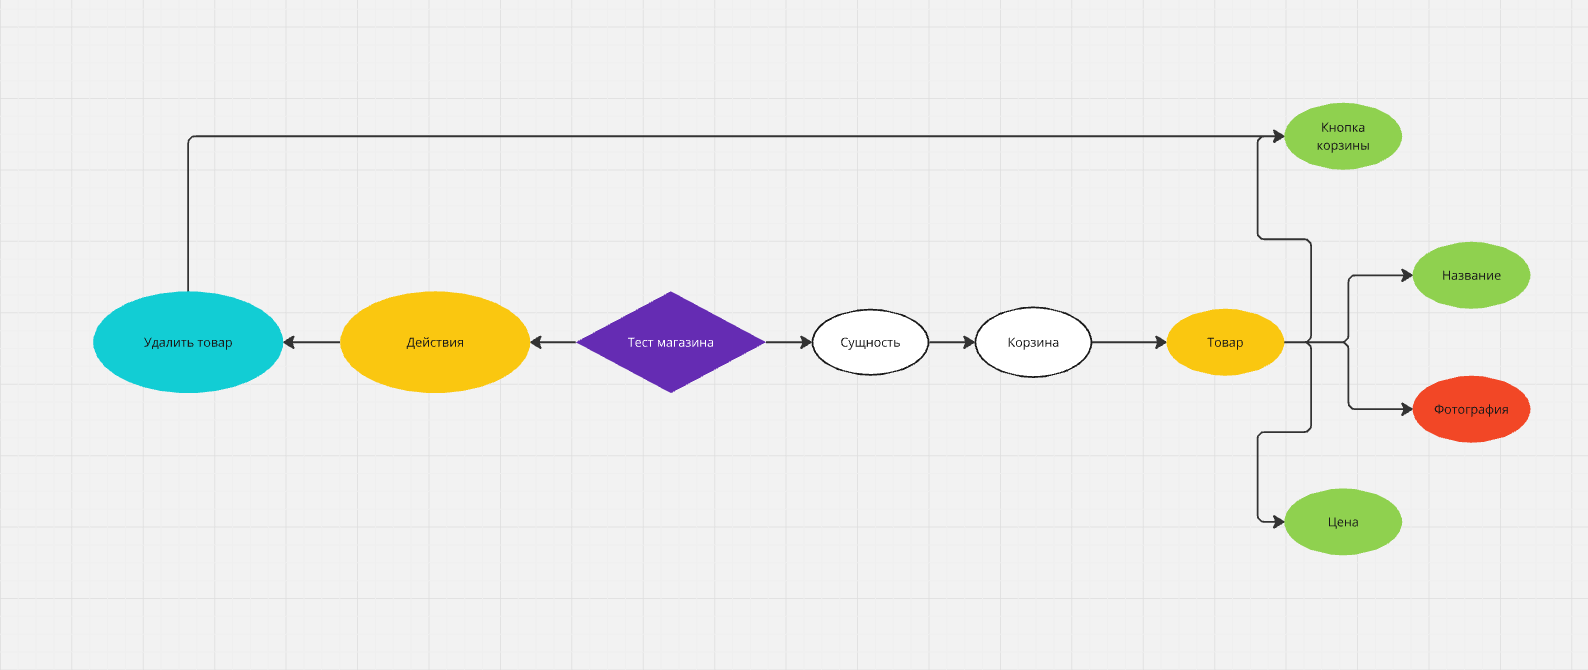 Кнопка
корзины
Название
Удалить товар
Действия
Тест магазина
Сущность
Корзина
Товар
Фотография
Цена